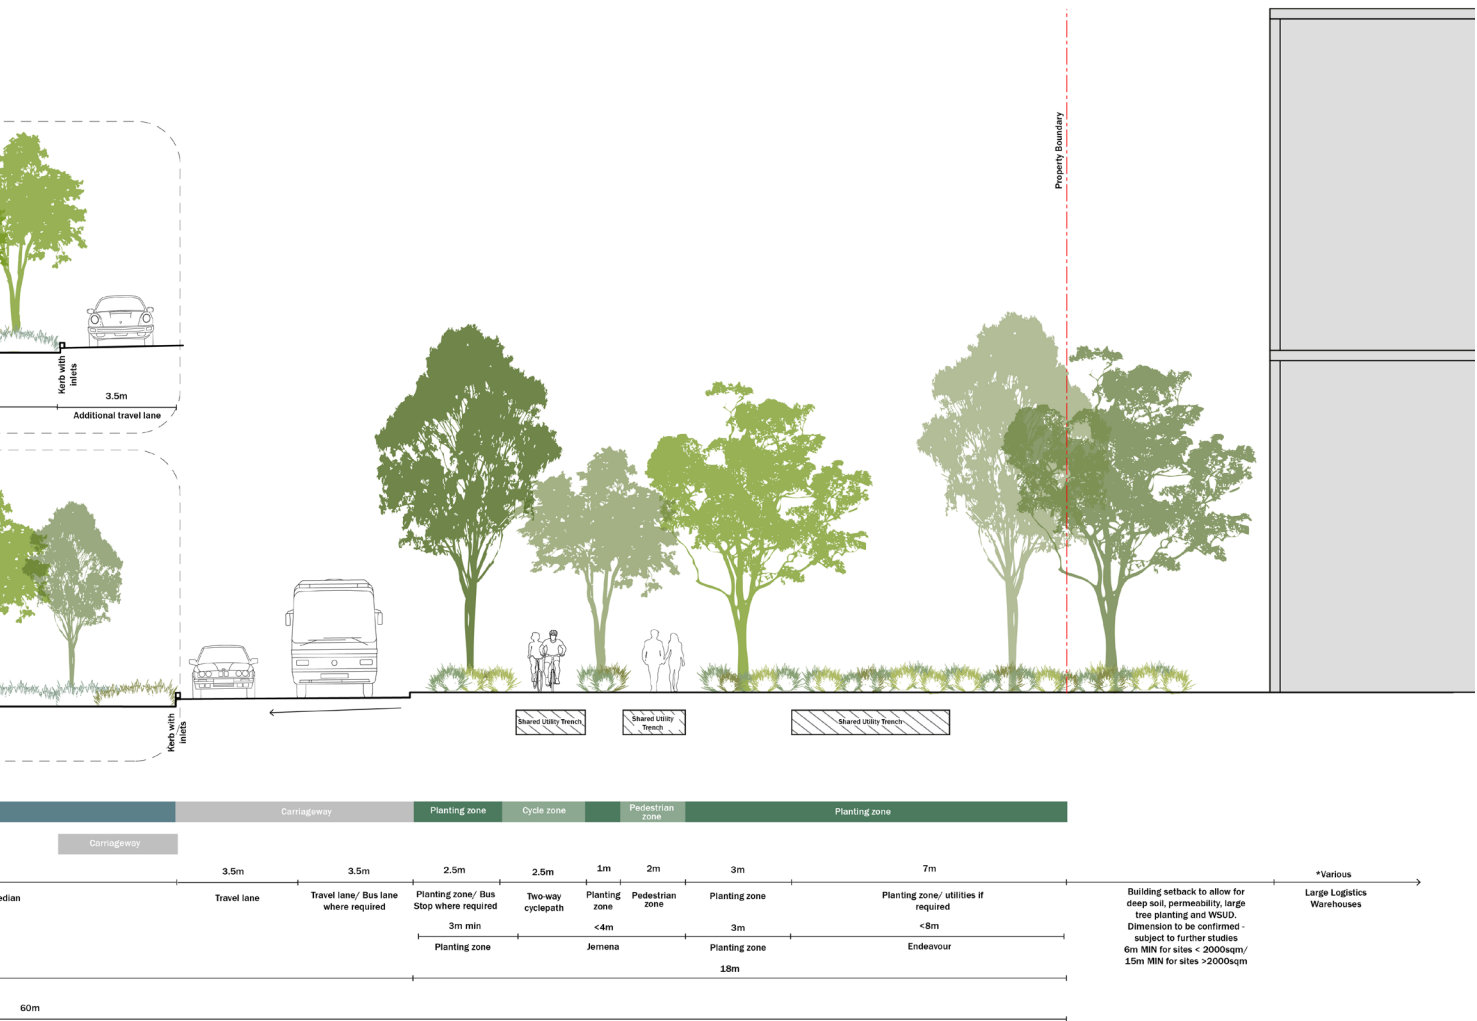 Property Boundary
Kerb with
inlets
3.5m
Additional travel lane
Kerb with
inlets
Shared Utility Trench
Shared Utility
Trench
Shared Utility Trench
Carriageway
Planting zone
Cycle zone
Pedestrian
zone
Planting zone
Carriageway
3.5m
3.5m
2.5m
2.5m
1m
2m
3m
7m
*Various
edian
Travel lane
Travel lane/ Bus lane
where required
Planting zone/ Bus
Stop where required
Two-way
cyclepath
Planting
zone
Pedestrian
zone
Planting zone
Planting zone/ utilities if
required
Building setback to allow for
deep soil, permeability, large
tree planting and WSUD.
Dimension to be confirmed -
subject to further studies
6m MIN for sites < 2000sqm/
15m MIN for sites >2000sqm
Large Logistics
Warehouses
3m min
<4m
3m
<8m
Planting zone
Jemena
Planting zone
Endeavour
18m
60m